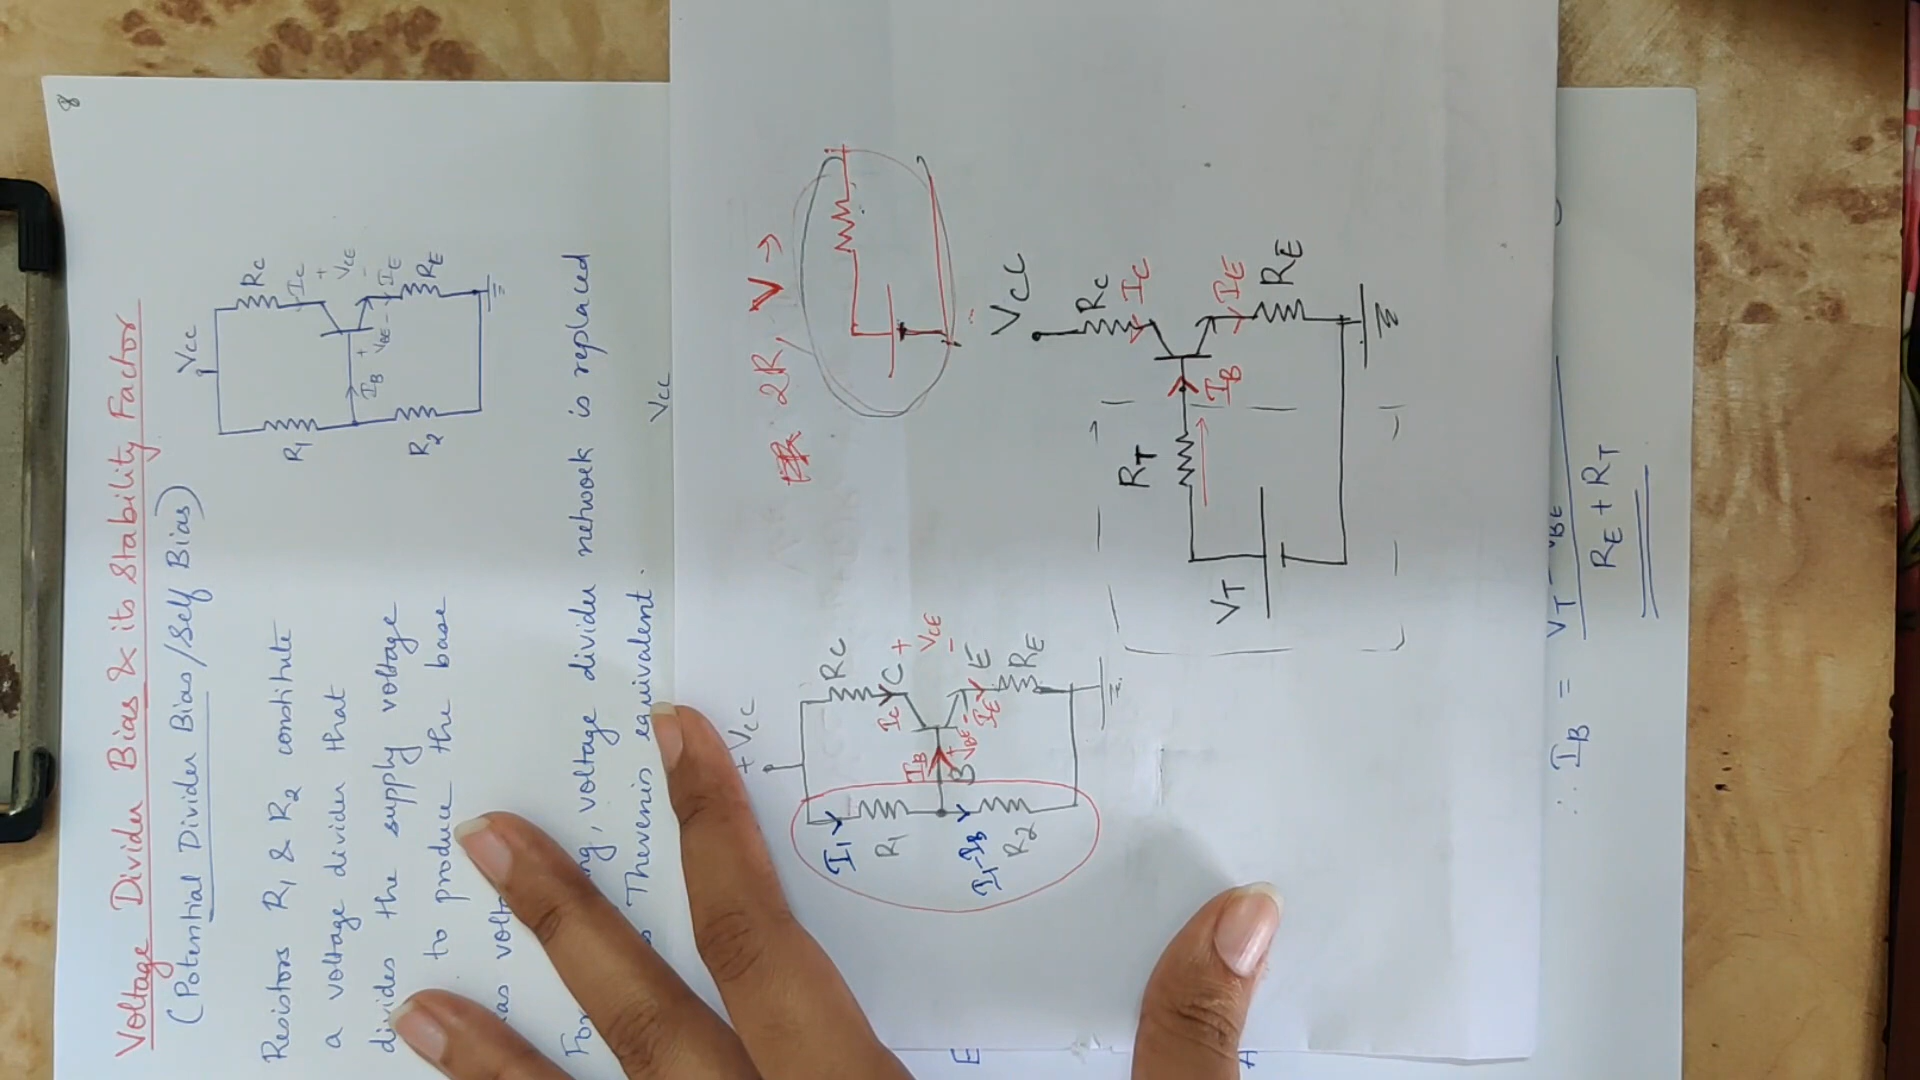 8
Voltage Divider Bias & its Stability Factor
(Potential Divider Bias/Self Bias)
Resistors R1 & R2 constitute
a voltage divider that
divides the supply voltage
to produce the base
VCC
R1
RC
IC
+
VCE
-
IB
+
VBE
-
IE
R2
RE
network is replaced
, voltage divider
Thevenin's equivalent.
VCC
2R, V →
+VCC
I1
R1
RC
IC
C
+
VCE
-
IB
B
+
VBE
-
E
IE
I1-IB
R2
RE
VCC
RC
IC
RT
IB
IE
VT
RE
∴ IB = VT - VBE
RE + RT